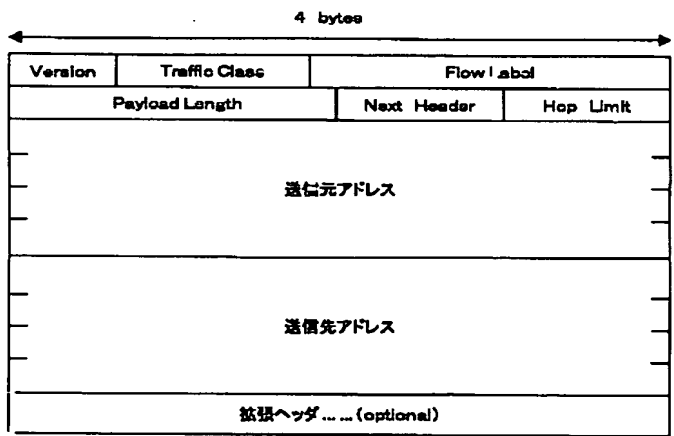 4 bytes
Version Traffic Class Flow Label
Payload Length Next Header Hop Limit
送信元アドレス
送信先アドレス
拡張ヘッダ……(optional)